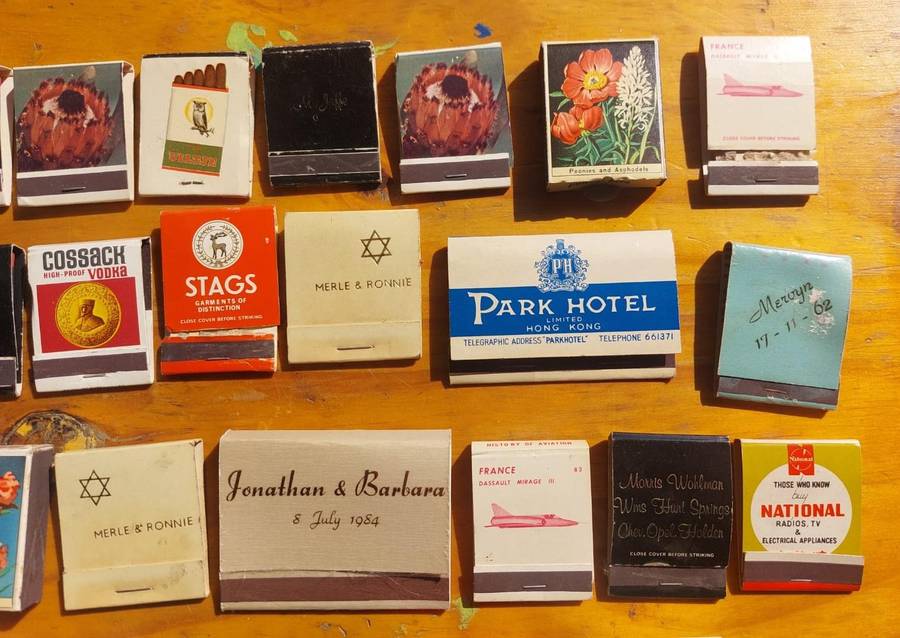 Peonies and Asphodels
FRANCE
DASSAULT MIRAGE
CLOSE COVER BEFORE STRIKING
COSSACK
HIGH-PROOF VODKA
STAGS
GARMENTS OF
DISTINCTION
CLOSE COVER BEFORE STRIKING
MERLE & RONNIE
PH
PARK HOTEL
LIMITED
HONG KONG
TELEGRAPHIC ADDRESS "PARKHOTEL" TELEPHONE 661371
Mervyn
17-11-62
MERLE & RONNIE
Jonathan & Barbara
8 July 1984
HISTORY OF AVIATION
FRANCE 83
DASSAULT MIRAGE III
Morris Wohlman
Wms Hunt Springs
Chev. Opel. Holden
CLOSE COVER BEFORE STRIKING
National
THOSE WHO KNOW
buy
NATIONAL
RADIOS, TV
&
ELECTRICAL APPLIANCES